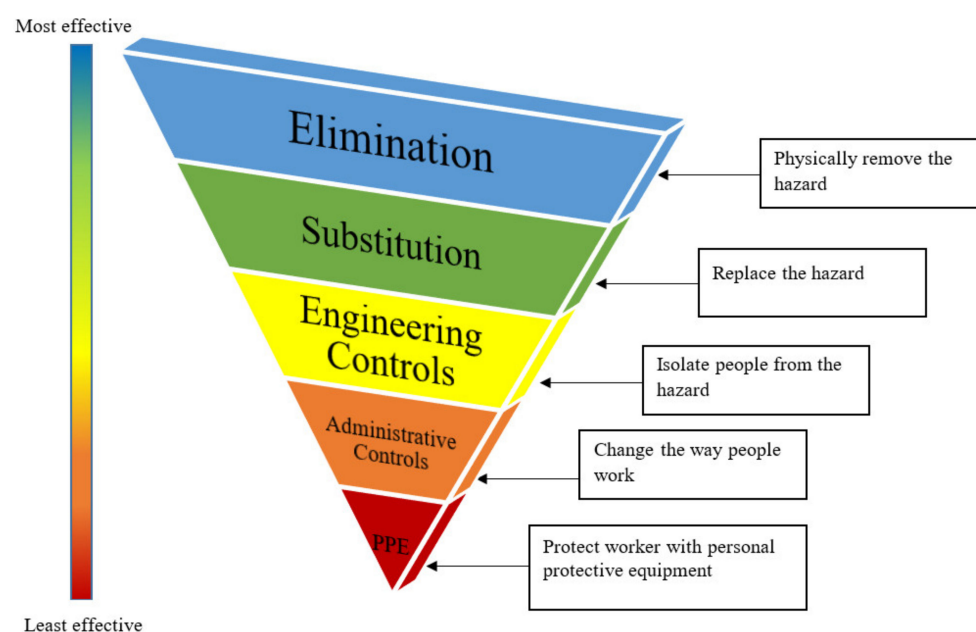 Most effective
Elimination
Physically remove the
hazard
Substitution
Replace the hazard
Engineering
Controls
Isolate people from the
hazard
Administrative
Controls
Change the way people
work
PPE
Protect worker with personal
protective equipment
Least effective